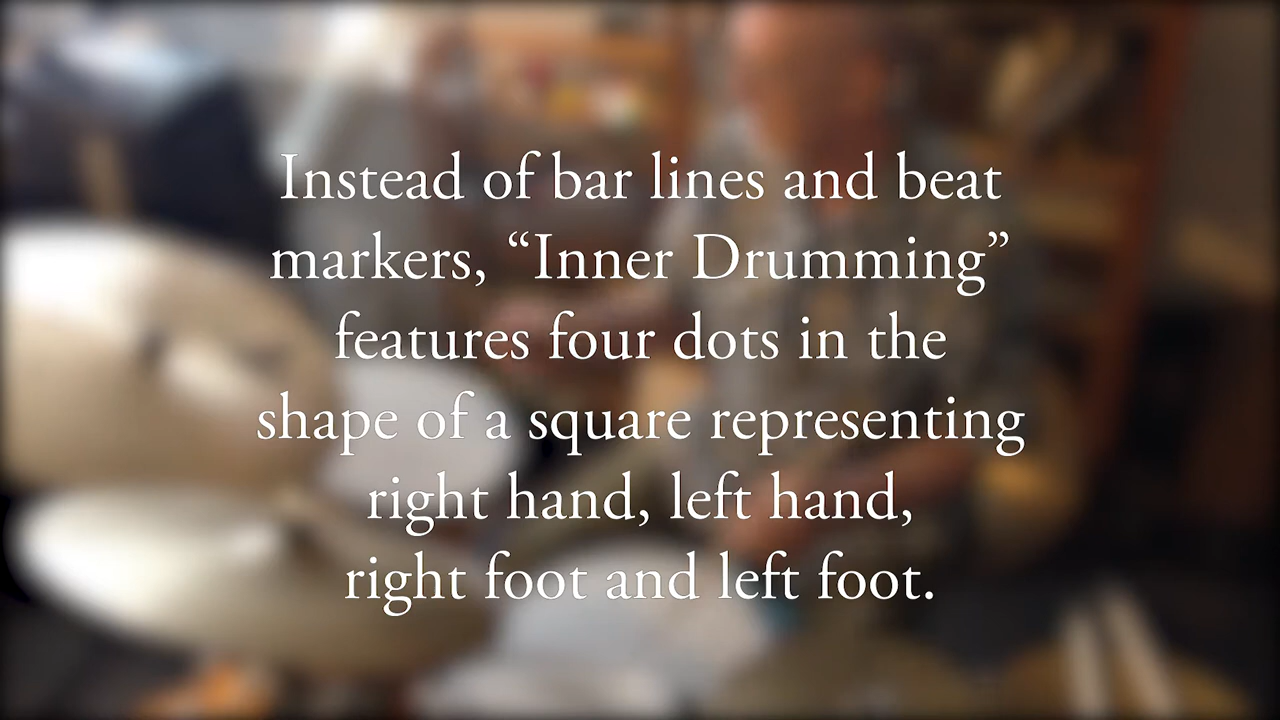 Instead of bar lines and beat
markers, “Inner Drumming”
features four dots in the
shape of a square representing
right hand, left hand,
right foot and left foot.